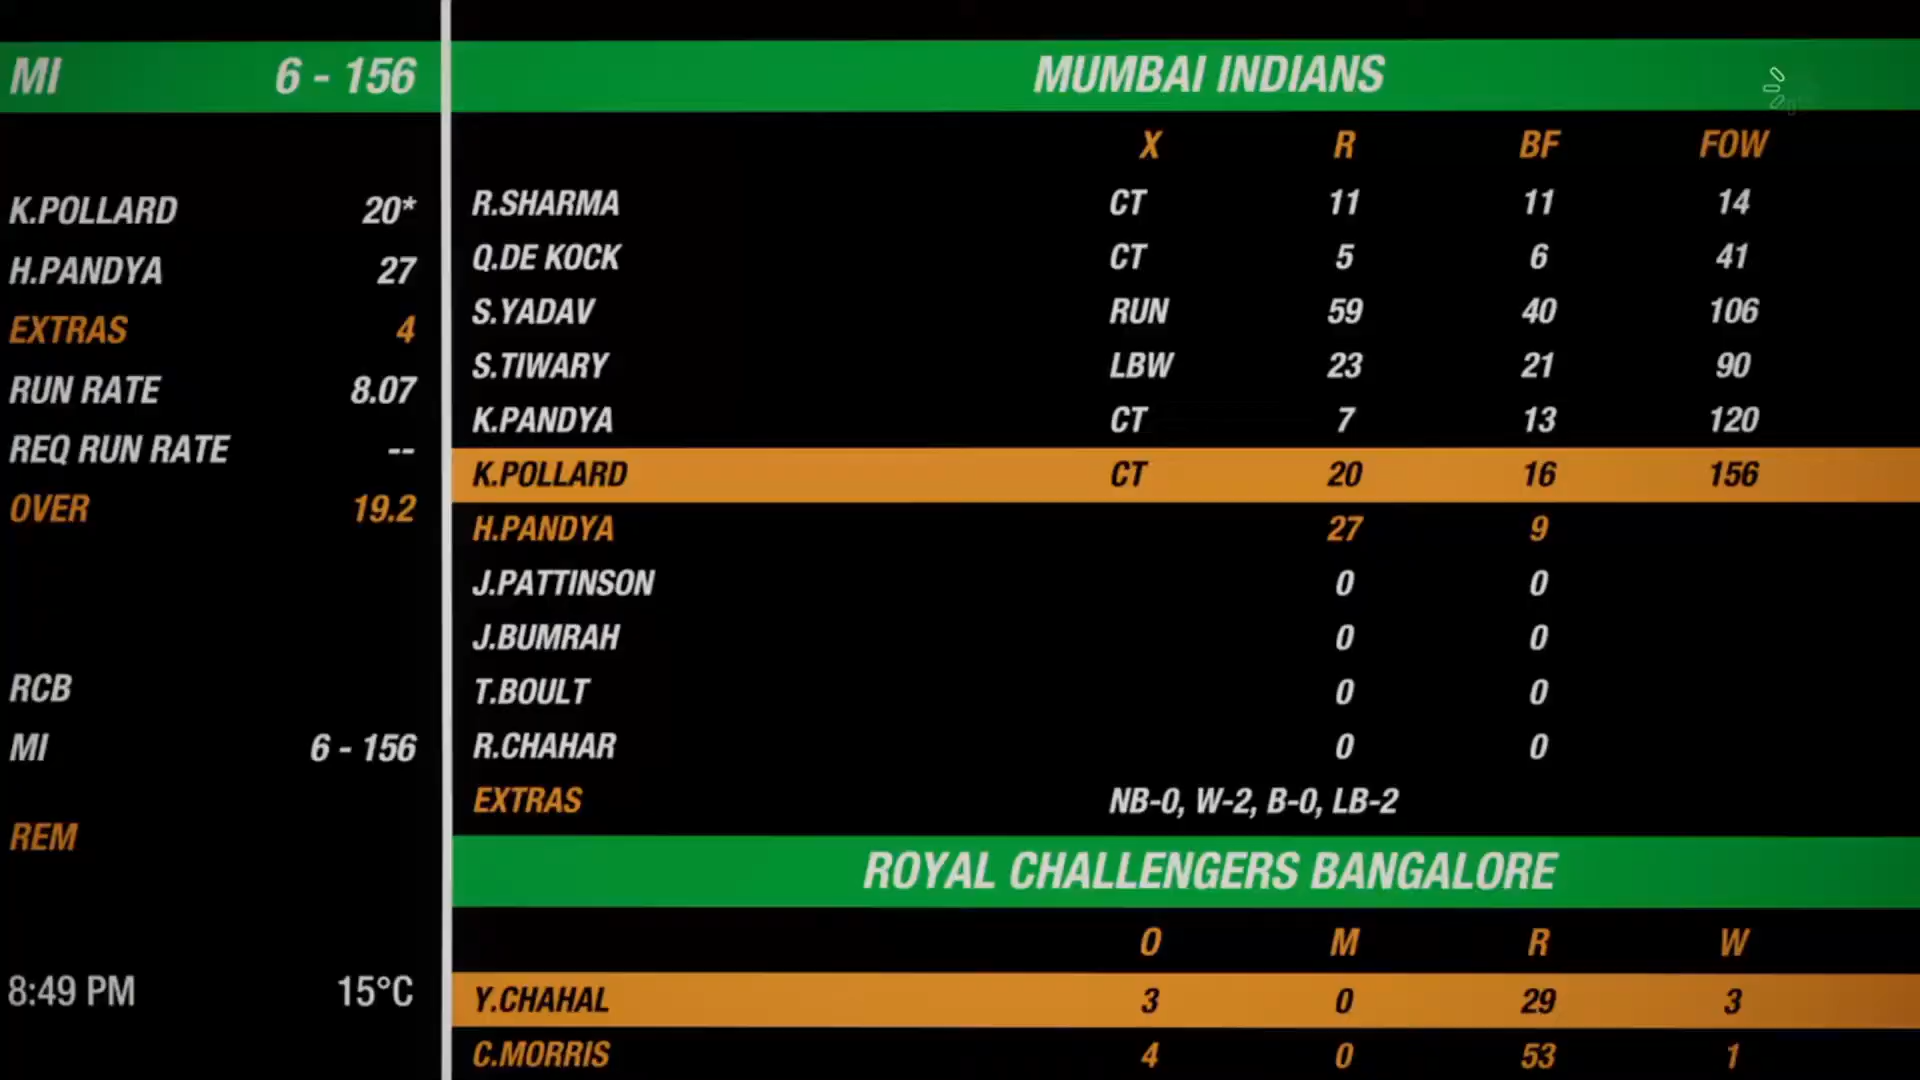 MI 6 - 156
K.POLLARD 20*
H.PANDYA 27
EXTRAS 4
RUN RATE 8.07
REQ RUN RATE --
OVER 19.2
RCB
MI 6 - 156
REM
8:49 PM 15°C
MUMBAI INDIANS
X R BF FOW
R.SHARMA CT 11 11 14
Q.DE KOCK CT 5 6 41
S.YADAV RUN 59 40 106
S.TIWARY LBW 23 21 90
K.PANDYA CT 7 13 120
K.POLLARD CT 20 16 156
H.PANDYA 27 9
J.PATTINSON 0 0
J.BUMRAH 0 0
T.BOULT 0 0
R.CHAHAR 0 0
EXTRAS NB-0, W-2, B-0, LB-2
ROYAL CHALLENGERS BANGALORE
O M R W
Y.CHAHAL 3 0 29 3
C.MORRIS 4 0 53 1